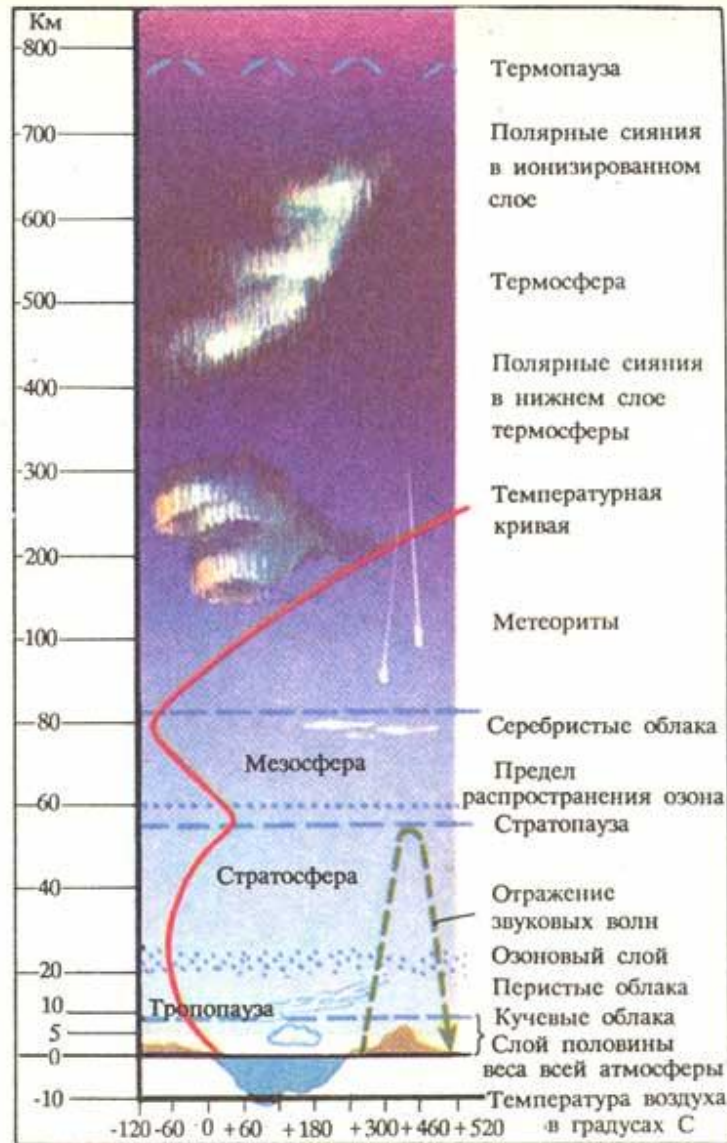 Км
800
Термопауза
-700
Полярные сияния
в ионизированном
слое
-600
Термосфера
-500
-400
Полярные сияния
в нижнем слое
термосферы
-300
Температурная
кривая
-200
Метеориты
-100
-80
Серебристые облака
Мезосфера
Предел
распространения озона
-60
Стратопауза
Стратосфера
-40
Отражение
звуковых волн
Озоновый слой
-20
Перистые облака
10
Тропопауза
Кучевые облака
5
Слой половины
веса всей атмосферы
-0
-10
Температура воздуха
в градусах С
-120 -60 0 +60 +180 +300 +460 +520